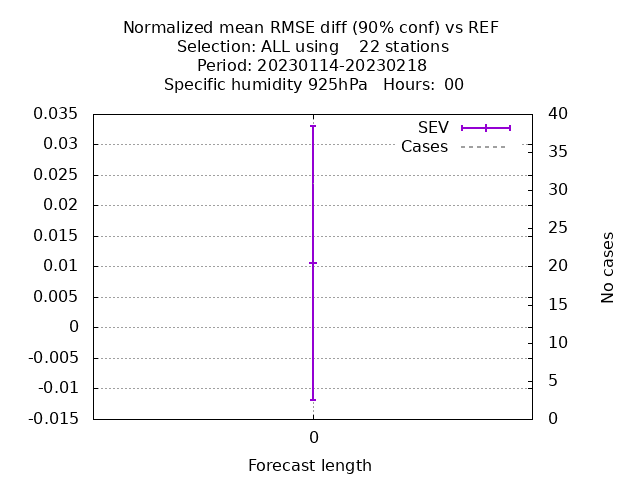 Normalized mean RMSE diff (90% conf) vs REF
Selection: ALL using    22 stations
Period: 20230114-20230218
Specific humidity 925hPa   Hours:  00
0.035
0.03
0.025
0.02
0.015
0.01
0.005
0
-0.005
-0.01
-0.015
SEV
Cases
40
35
30
25
20
15
10
5
0
No cases
0
Forecast length